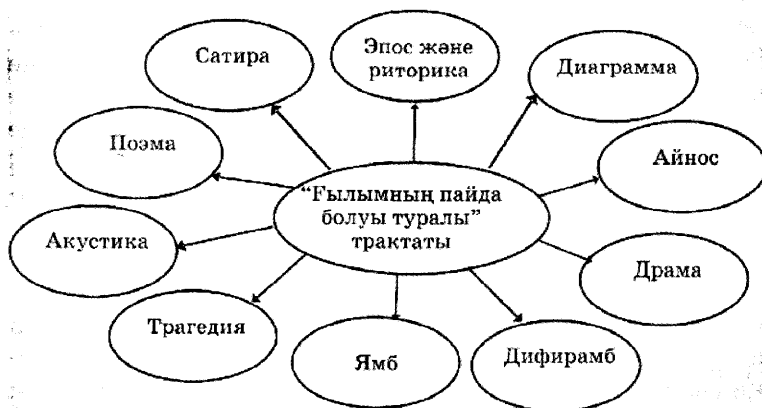 Эпос және
риторика
Сатира
Диаграмма
Поэма
Айнос
“Ғылымның пайда
болуы туралы”
трактаты
Акустика
Драма
Трагедия
Ямб
Дифирамб